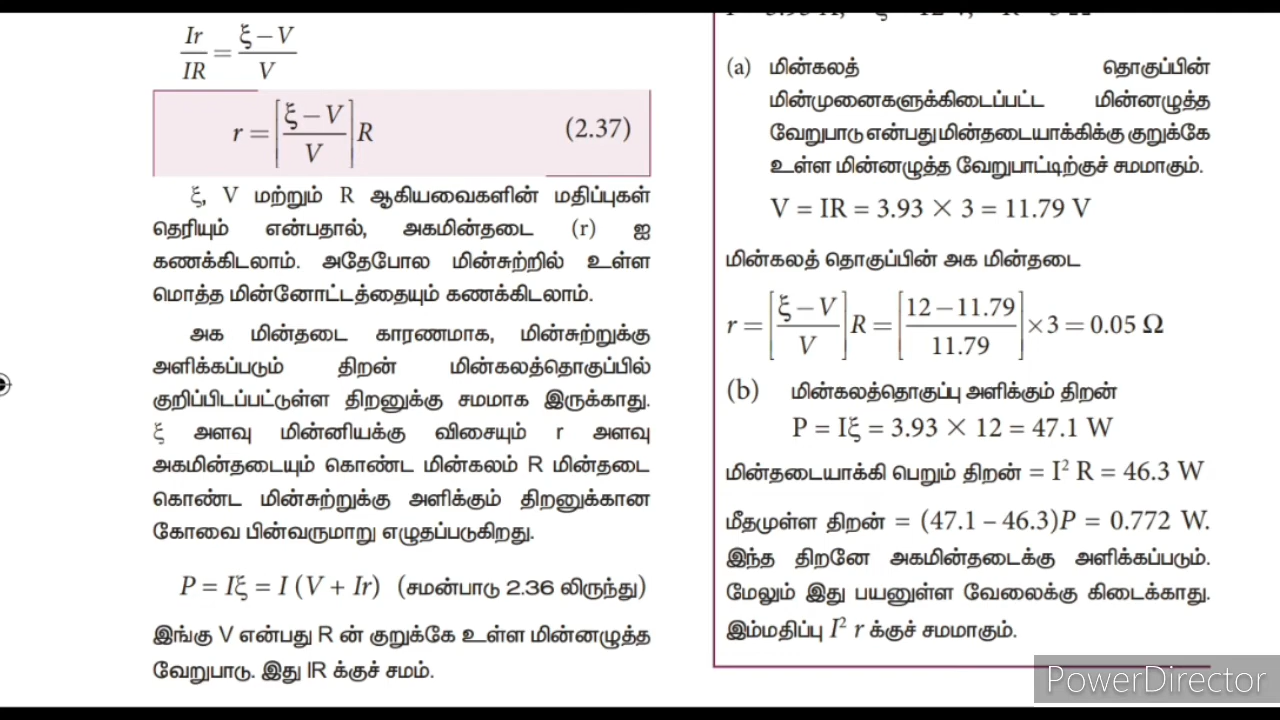 Ir/IR = ξ – V/V
r = [ξ – V/V] R (2.37)
ξ, V மற்றும் R ஆகியவைகளின் மதிப்புகள்
தெரியும் என்பதால், அகமின்தடை (r) ஐ
கணக்கிடலாம். அதேபோல மின்சுற்றில் உள்ள
மொத்த மின்னோட்டத்தையும் கணக்கிடலாம்.
அக மின்தடை காரணமாக, மின்சுற்றுக்கு
அளிக்கப்படும் திறன் மின்கலத்தொகுப்பில்
குறிப்பிடப்பட்டுள்ள திறனுக்கு சமமாக இருக்காது.
ξ அளவு மின்னியக்கு விசையும் r அளவு
அகமின்தடையும் கொண்ட மின்கலம் R மின்தடை
கொண்ட மின்சுற்றுக்கு அளிக்கும் திறனுக்கான
கோவை பின்வருமாறு எழுதப்படுகிறது.
P = Iξ = I (V + Ir) (சமன்பாடு 2.36 லிருந்து)
இங்கு V என்பது R ன் குறுக்கே உள்ள மின்னழுத்த
வேறுபாடு. இது IR க்குச் சமம்.
(a) மின்கலத் தொகுப்பின்
மின்முனைகளுக்கிடைப்பட்ட மின்னழுத்த
வேறுபாடு என்பது மின்தடையாக்கிக்கு குறுக்கே
உள்ள மின்னழுத்த வேறுபாட்டிற்குச் சமமாகும்.
V = IR = 3.93 × 3 = 11.79 V
மின்கலத் தொகுப்பின் அக மின்தடை
r = [ξ – V/V] R = [12 – 11.79/11.79] × 3 = 0.05 Ω
(b) மின்கலத்தொகுப்பு அளிக்கும் திறன்
P = Iξ = 3.93 × 12 = 47.1 W
மின்தடையாக்கி பெறும் திறன் = I² R = 46.3 W
மீதமுள்ள திறன் = (47.1 – 46.3)P = 0.772 W.
இந்த திறனே அகமின்தடைக்கு அளிக்கப்படும்.
மேலும் இது பயனுள்ள வேலைக்கு கிடைக்காது.
இம்மதிப்பு I² r க்குச் சமமாகும்.
PowerDirector